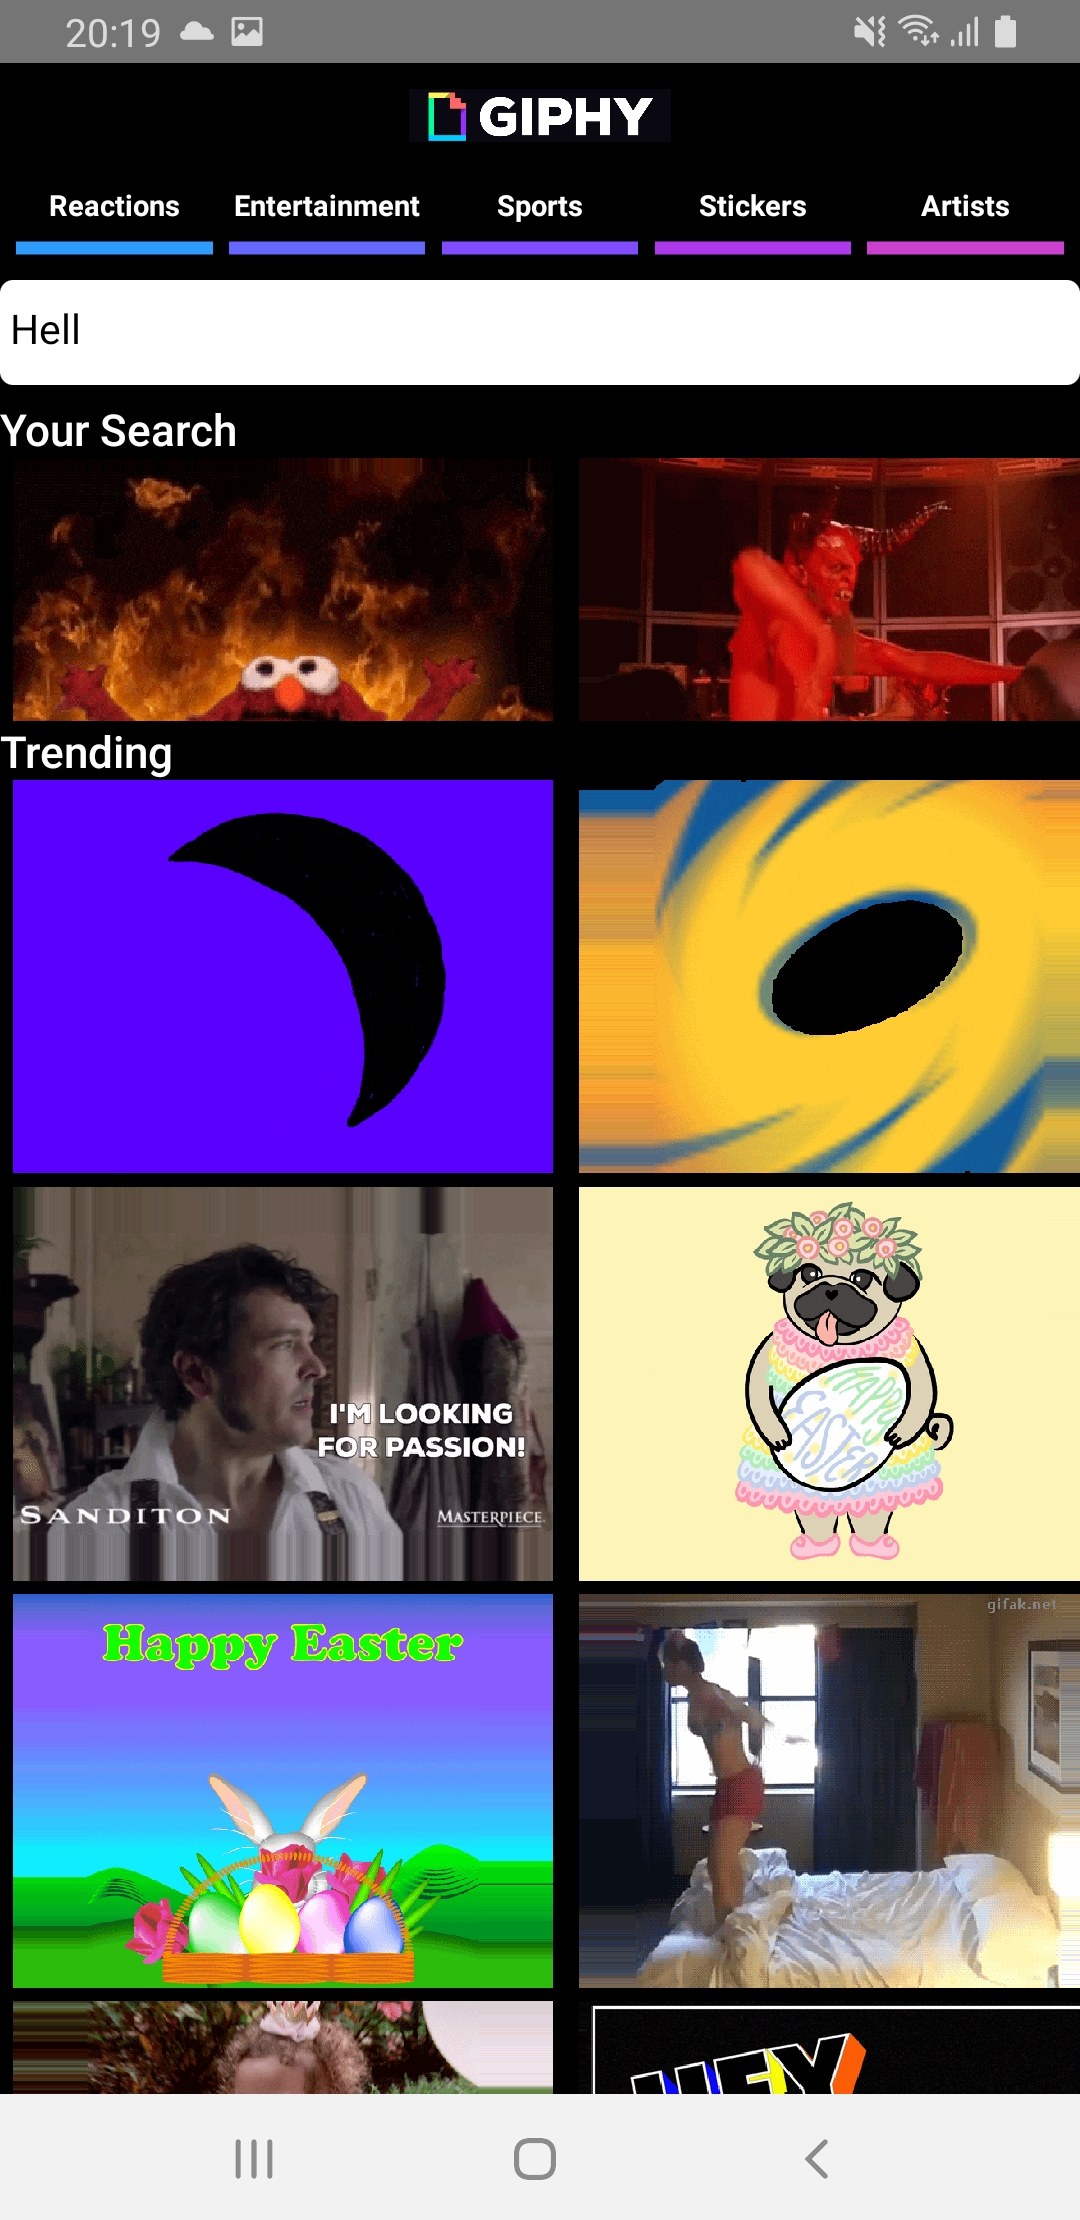 20:19
GIPHY
Reactions Entertainment Sports Stickers Artists
Hell
Your Search
Trending
I'M LOOKING
FOR PASSION!
SANDITON
MASTERPIECE
HAPPY
EASTER
Happy Easter
gifak.net
HEY